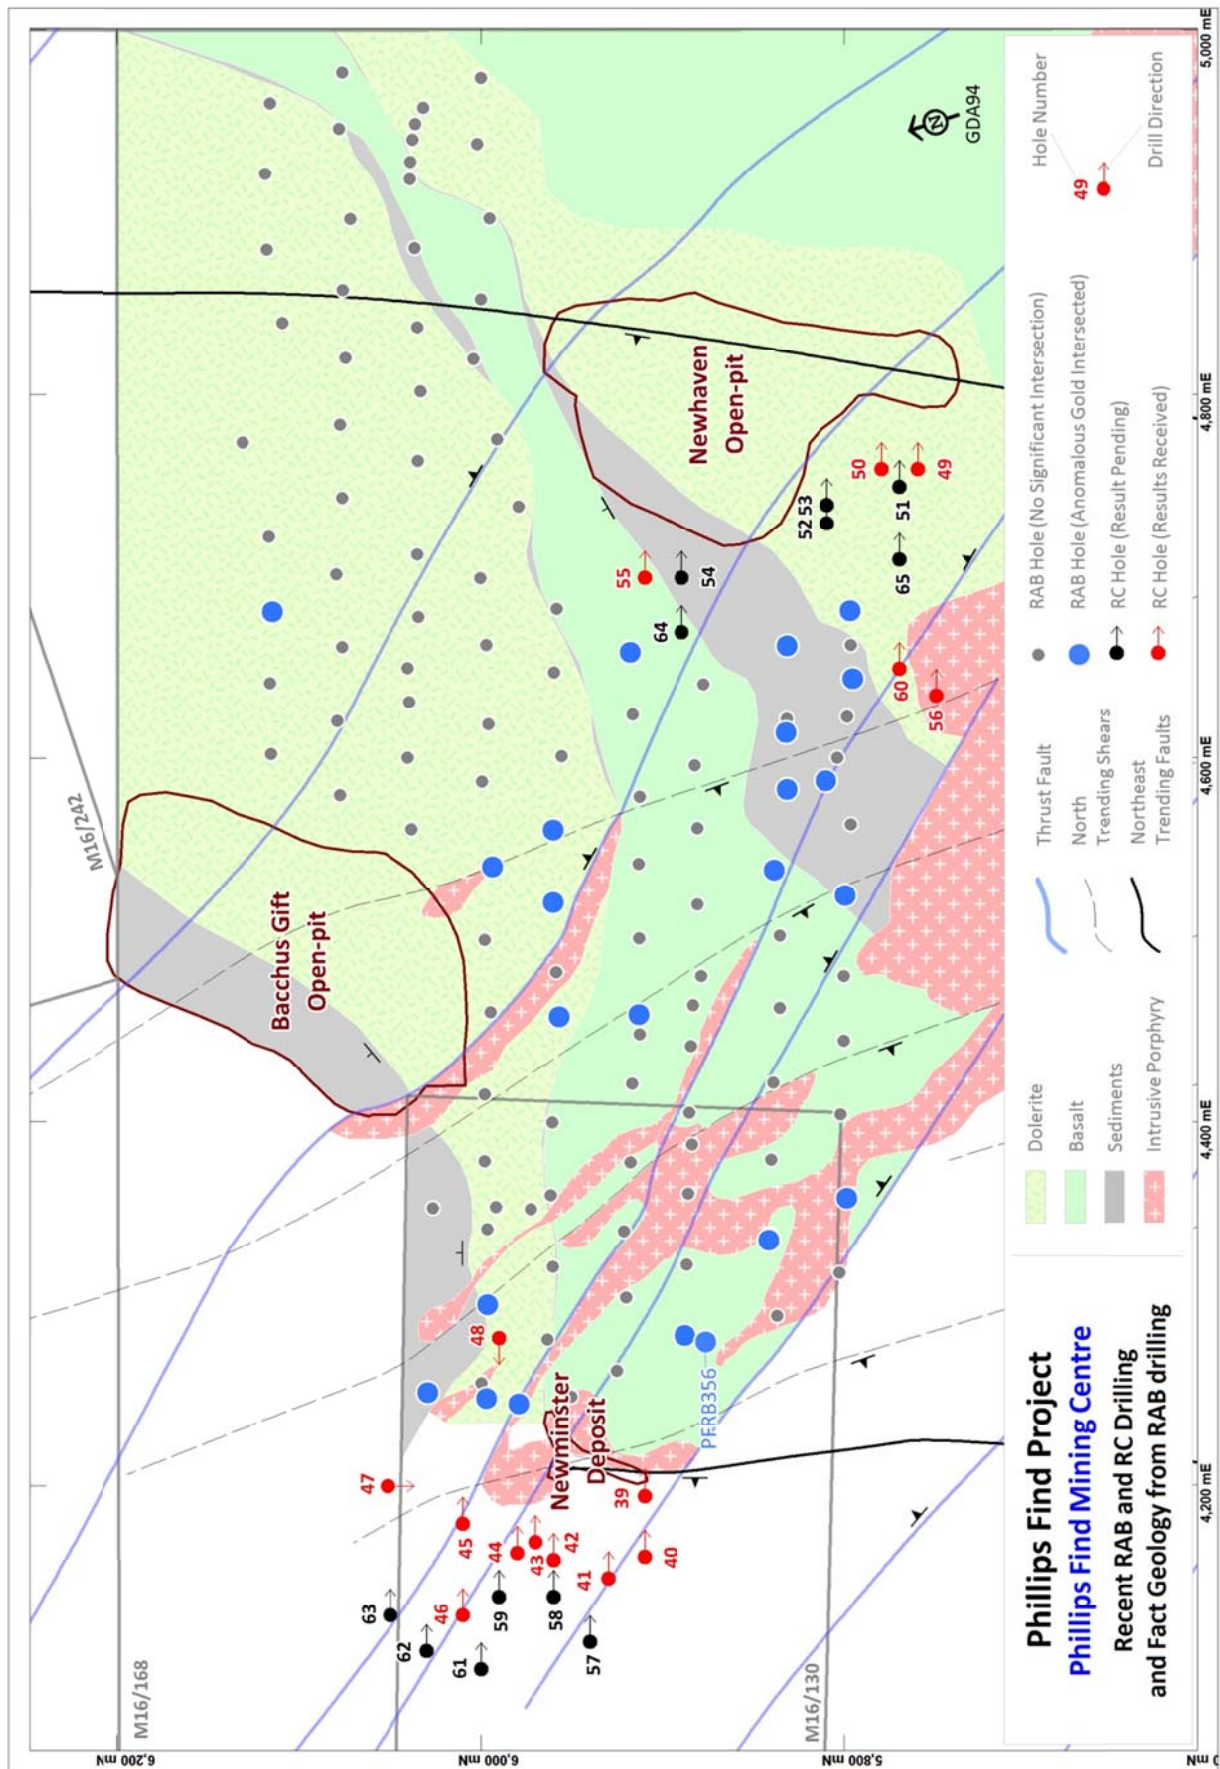 6,200 mN
6,000 mN
5,800 mN
0 mN
5,000 mE
4,800 mE
4,600 mE
4,400 mE
4,200 mE
M16/168
M16/242
M16/130
Bacchus Gift
Open-pit
Newhaven
Open-pit
Newminster
Deposit
PFRB356
GDA94
N
63
62
61
47
46
45
59
44
43
42
58
41
57
40
39
48
55
54
64
52 53
50
51
49
65
60
56
Phillips Find Project
Phillips Find Mining Centre
Recent RAB and RC Drilling
and Fact Geology from RAB drilling
Dolerite
Basalt
Sediments
Intrusive Porphyry
Thrust Fault
North
Trending Shears
Northeast
Trending Faults
RAB Hole (No Significant Intersection)
RAB Hole (Anomalous Gold Intersected)
RC Hole (Result Pending)
RC Hole (Results Received)
Hole Number
49
Drill Direction